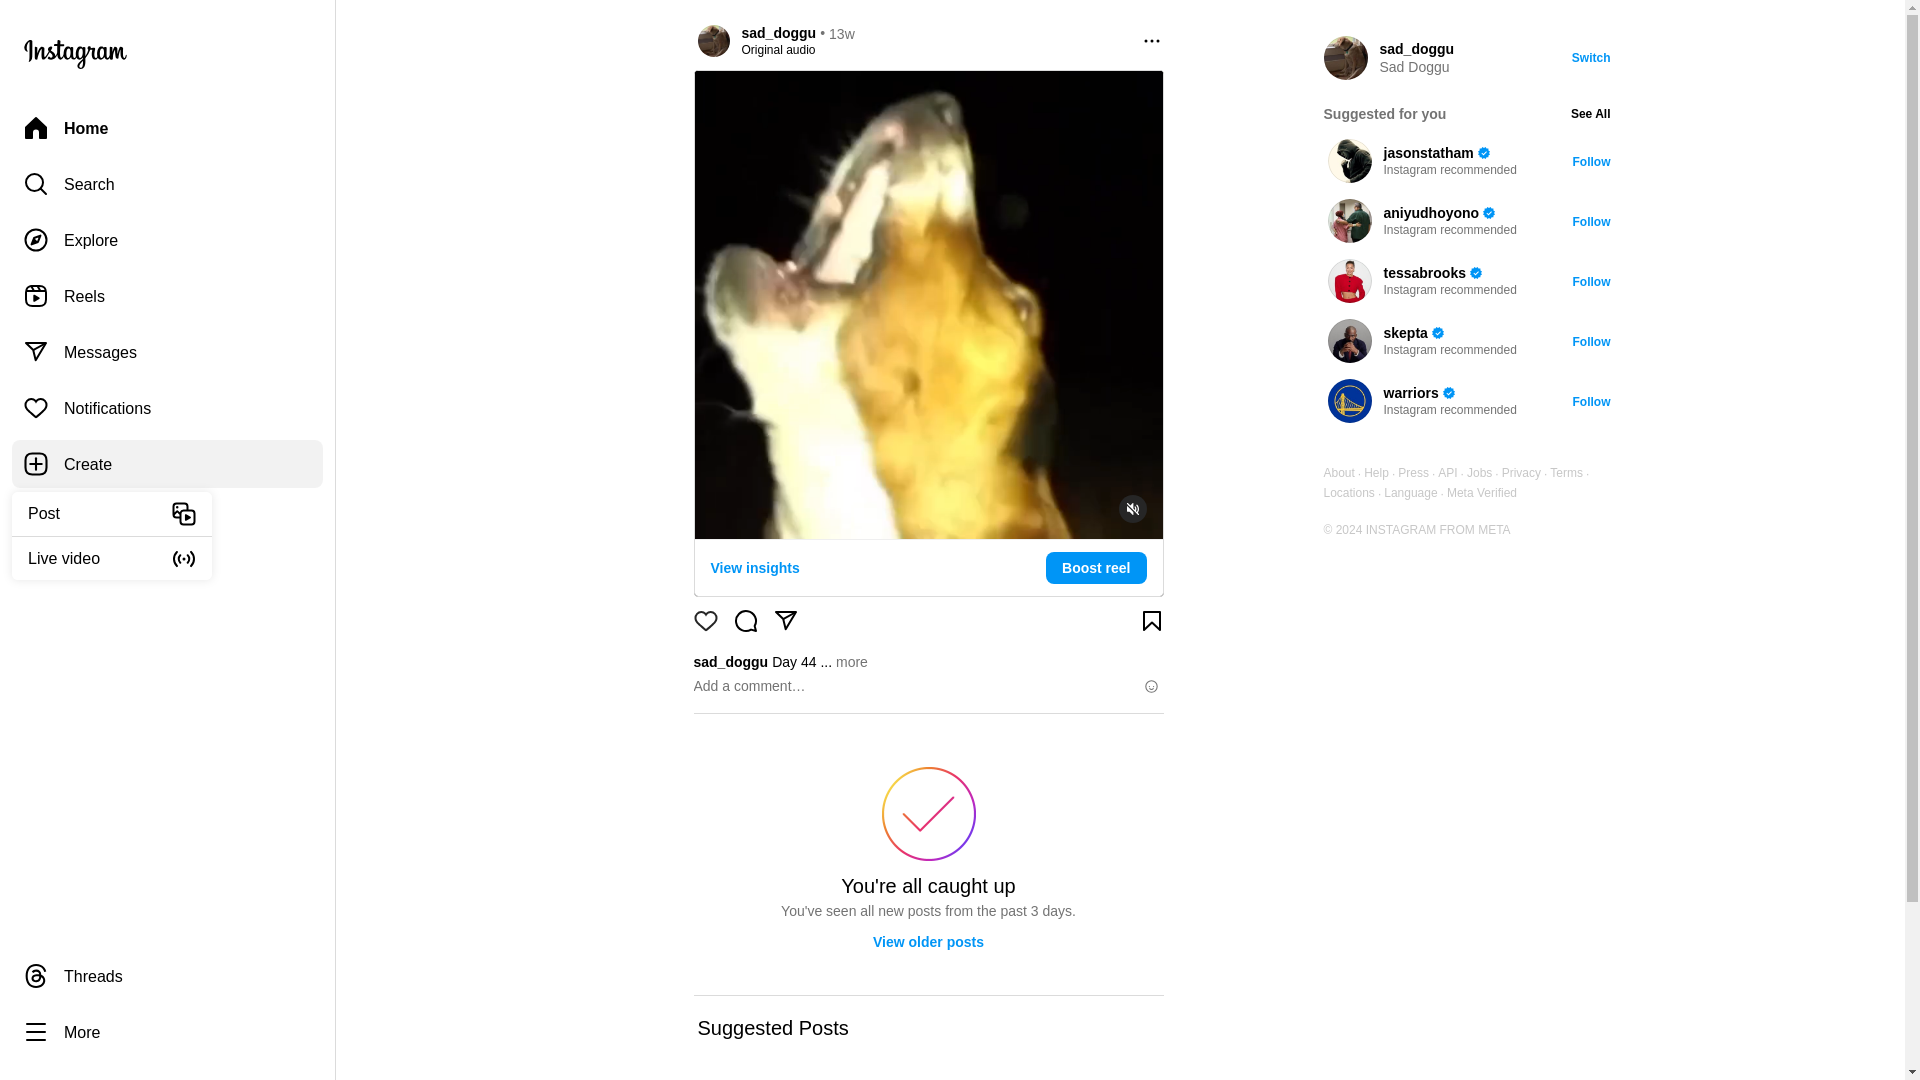 Instagram
Home
Search
Explore
Reels
Messages
Notifications
Create
Post
Live video
Threads
More
sad_doggu • 13w
Original audio
View insights
Boost reel
sad_doggu Day 44 ... more
Add a comment…
You're all caught up
You've seen all new posts from the past 3 days.
View older posts
Suggested Posts
sad_doggu
Sad Doggu
Switch
Suggested for you
See All
jasonstatham
Instagram recommended
Follow
aniyudhoyono
Instagram recommended
Follow
tessabrooks
Instagram recommended
Follow
skepta
Instagram recommended
Follow
warriors
Instagram recommended
Follow
About · Help · Press · API · Jobs · Privacy · Terms ·
Locations · Language · Meta Verified
© 2024 INSTAGRAM FROM META